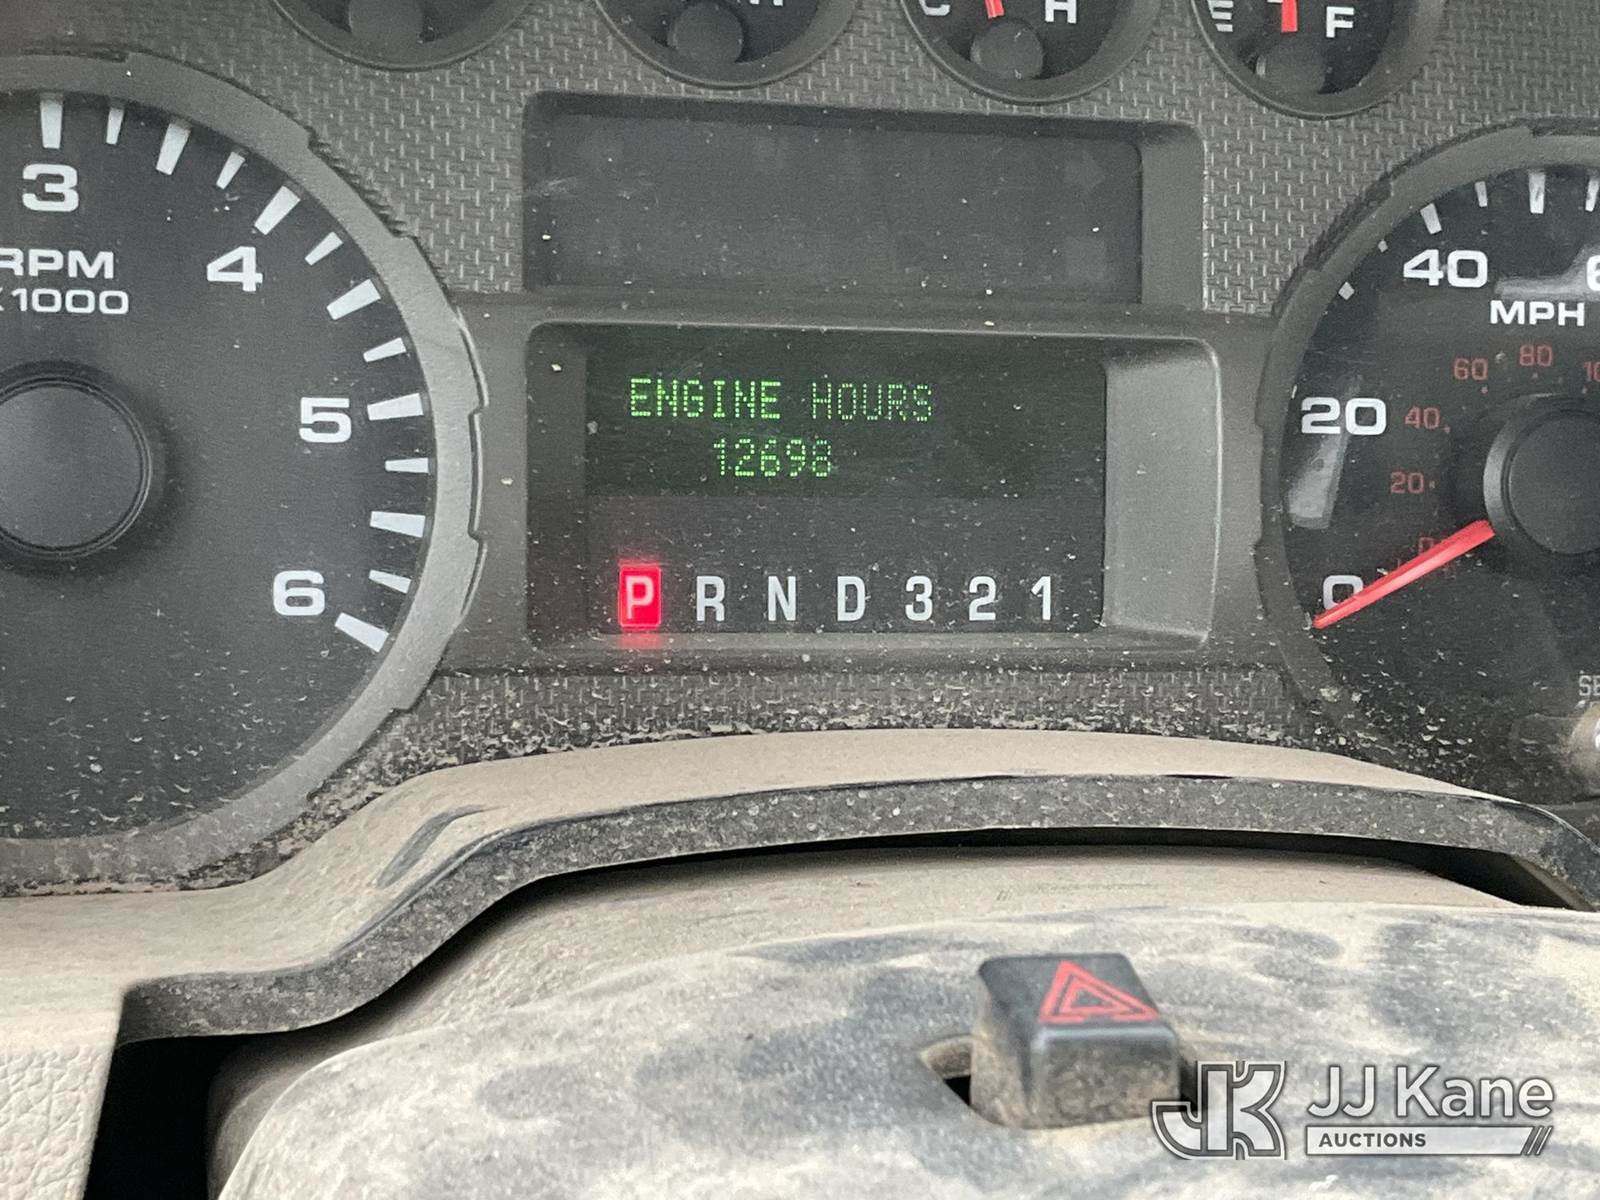 C H
E F
3
4
5
6
RPM
X1000
ENGINE HOURS
12698
P R N D 3 2 1
40
MPH
60 80
20 40
20
0
0
JJ Kane
AUCTIONS